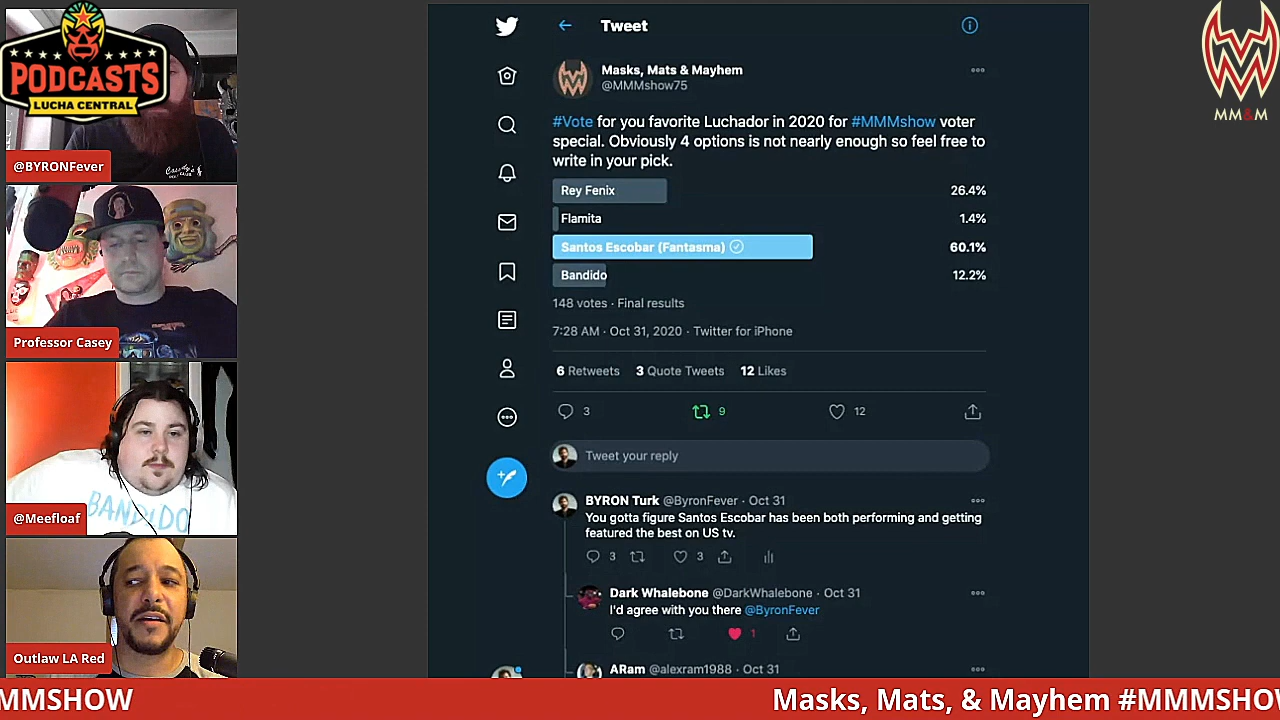 PODCASTS
LUCHA CENTRAL
@BYRONFever
Professor Casey
BANDIDO
@Meefloaf
Outlaw LA Red
Tweet
Masks, Mats & Mayhem
@MMMshow75
#Vote for you favorite Luchador in 2020 for #MMMshow voter
special. Obviously 4 options is not nearly enough so feel free to
write in your pick.
Rey Fenix 26.4%
Flamita 1.4%
Santos Escobar (Fantasma) 60.1%
Bandido 12.2%
148 votes · Final results
7:28 AM · Oct 31, 2020 · Twitter for iPhone
6 Retweets 3 Quote Tweets 12 Likes
3 9 12
Tweet your reply
BYRON Turk @ByronFever · Oct 31
You gotta figure Santos Escobar has been both performing and getting
featured the best on US tv.
3 3
Dark Whalebone @DarkWhalebone · Oct 31
I'd agree with you there @ByronFever
1
ARam @alexram1988 · Oct 31
MM&M
MMSHOW Masks, Mats, & Mayhem #MMMSHOW